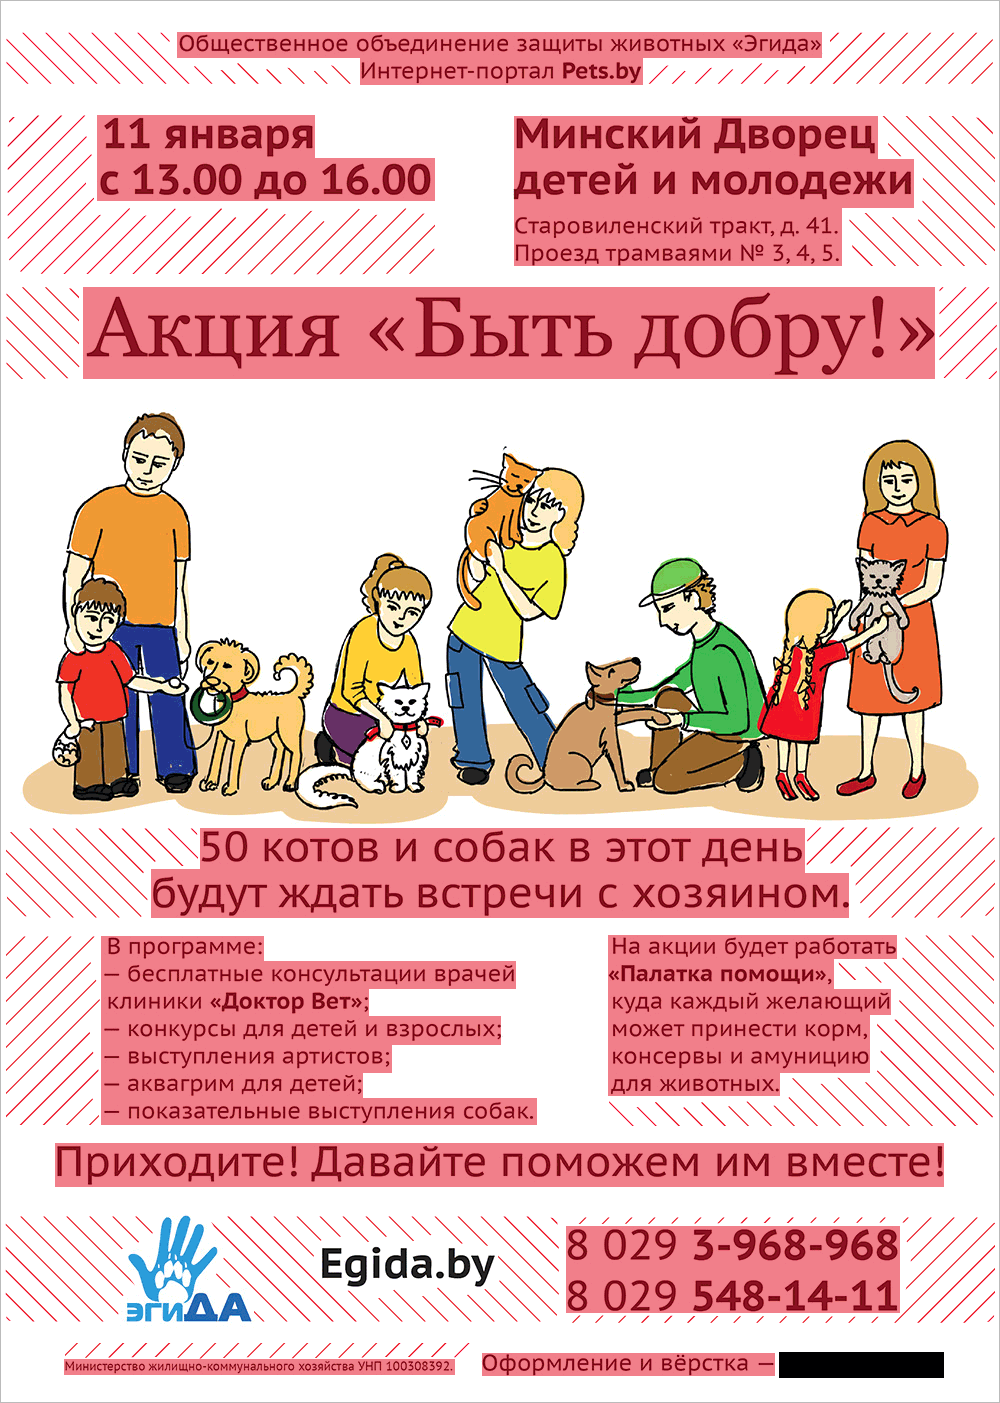 Общественное объединение защиты животных «Эгида»
Интернет-портал Pets.by
11 января
с 13.00 до 16.00
Минский Дворец
детей и молодежи
Старовиленский тракт, д. 41.
Проезд трамваями № 3, 4, 5.
Акция «Быть добру!»
50 котов и собак в этот день
будут ждать встречи с хозяином.
В программе:
— бесплатные консультации врачей
клиники «Доктор Вет»;
— конкурсы для детей и взрослых;
— выступления артистов;
— аквагрим для детей;
— показательные выступления собак.
На акции будет работать
«Палатка помощи»,
куда каждый желающий
может принести корм,
консервы и амуницию
для животных.
Приходите! Давайте поможем им вместе!
эгиДА
Egida.by
8 029 3-968-968
8 029 548-14-11
Министерство жилищно-коммунального хозяйства УНП 100308392.
Оформление и вёрстка —